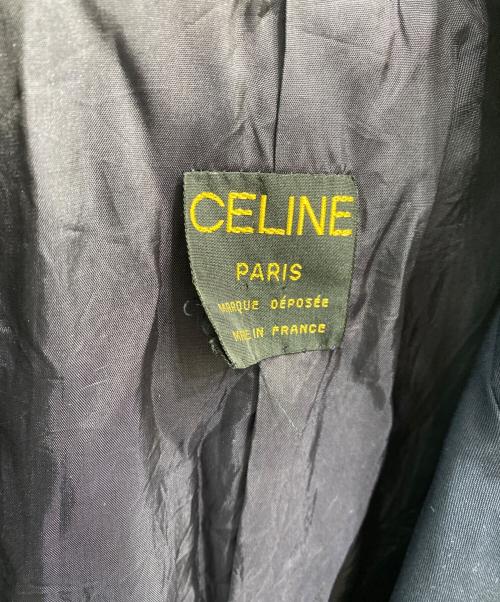 CELINE
PARIS
MARQUE DÉPOSÉE
MADE IN FRANCE